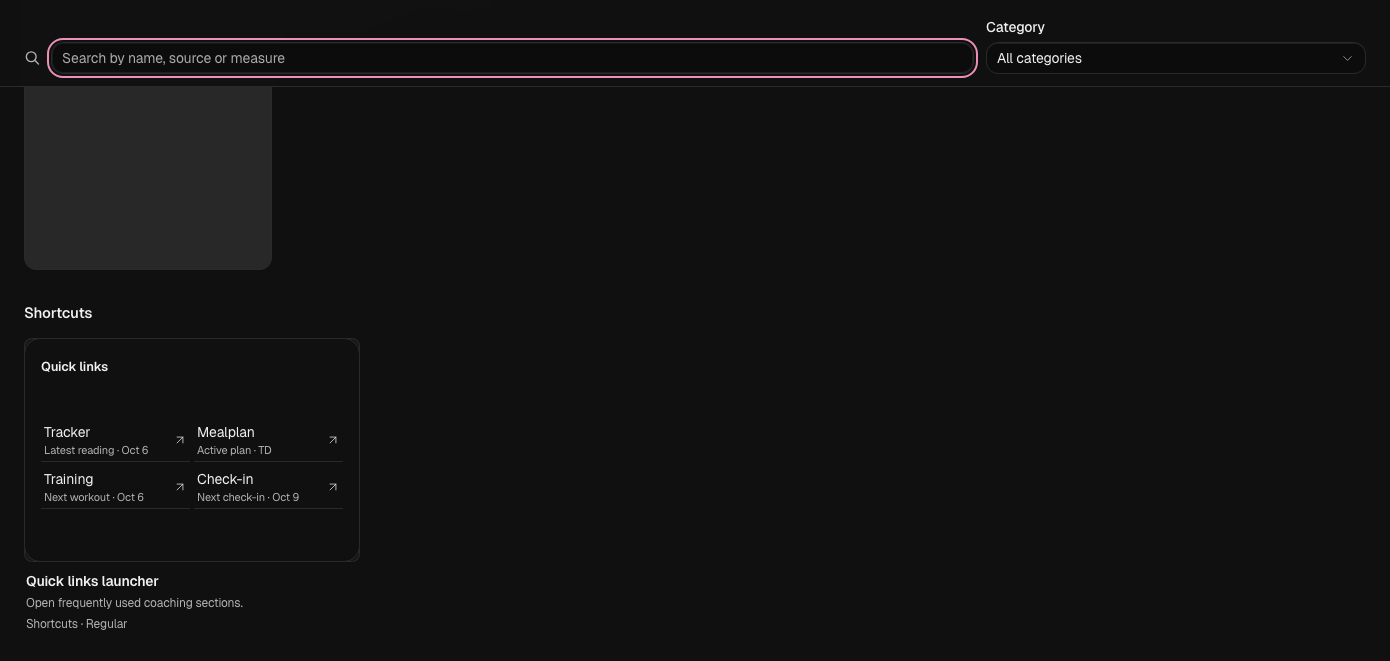 Category
Search by name, source or measure
All categories
Shortcuts
Quick links
Tracker
Latest reading · Oct 6
Mealplan
Active plan · TD
Training
Next workout · Oct 6
Check-in
Next check-in · Oct 9
Quick links launcher
Open frequently used coaching sections.
Shortcuts · Regular